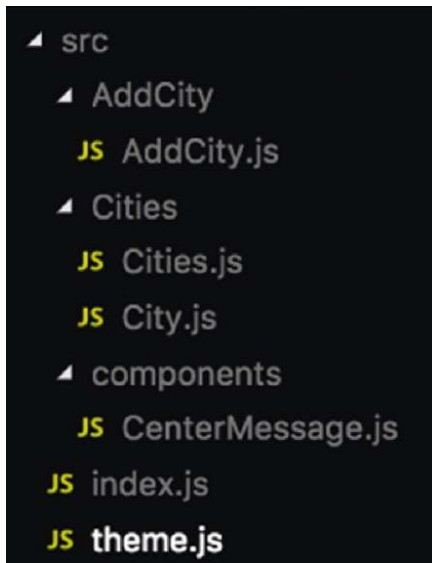 src
AddCity
JS AddCity.js
Cities
JS Cities.js
JS City.js
components
JS CenterMessage.js
JS index.js
JS theme.js